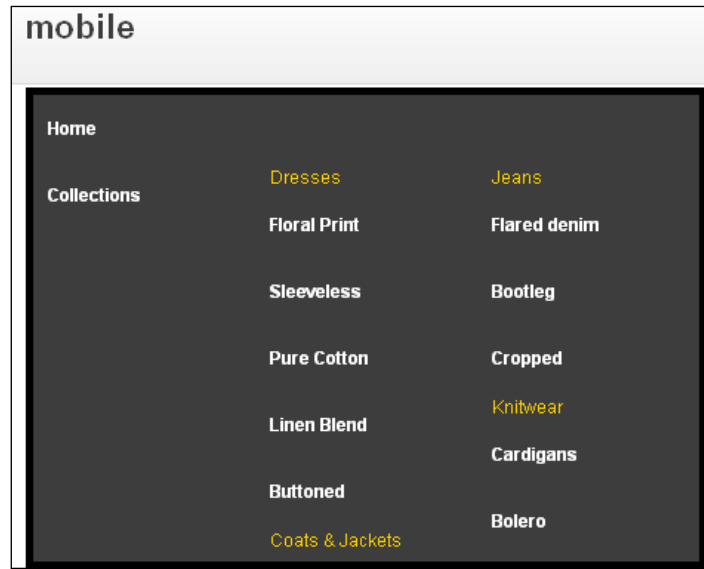 mobile
Home
Collections
Dresses
Floral Print
Sleeveless
Pure Cotton
Linen Blend
Buttoned
Coats & Jackets
Jeans
Flared denim
Bootleg
Cropped
Knitwear
Cardigans
Bolero